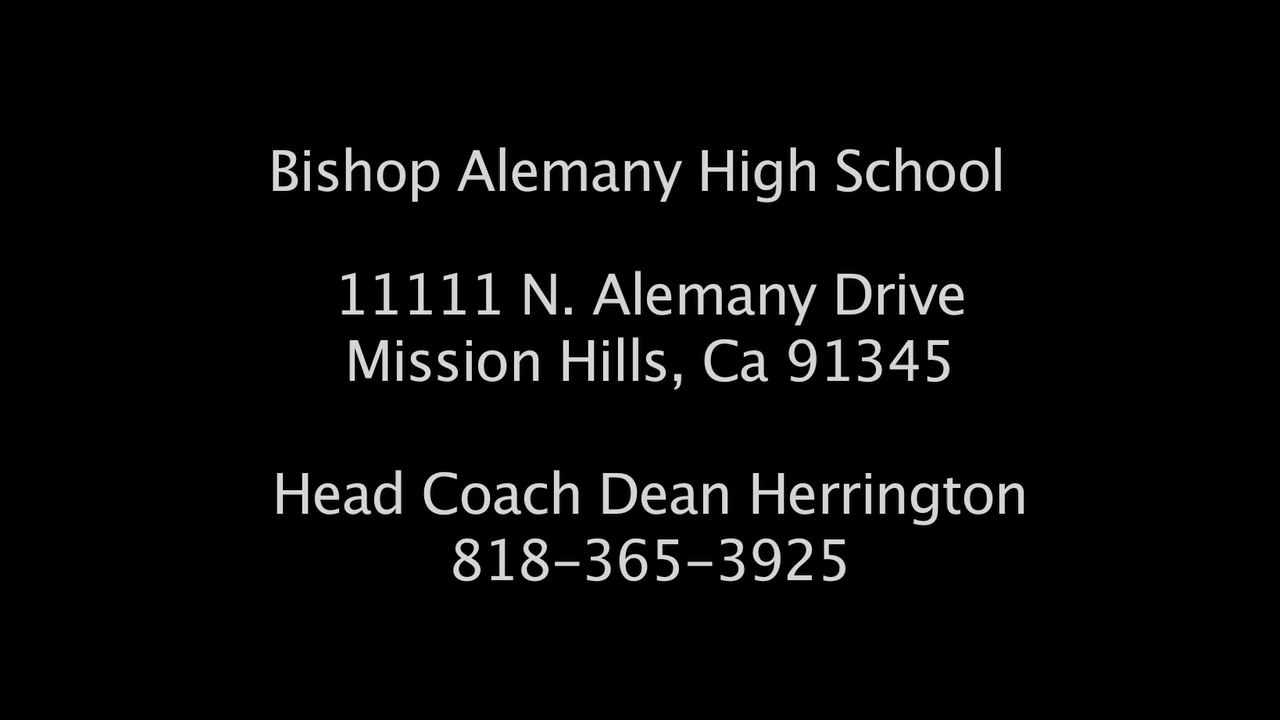 Bishop Alemany High School
11111 N. Alemany Drive
Mission Hills, Ca 91345
Head Coach Dean Herrington
818-365-3925